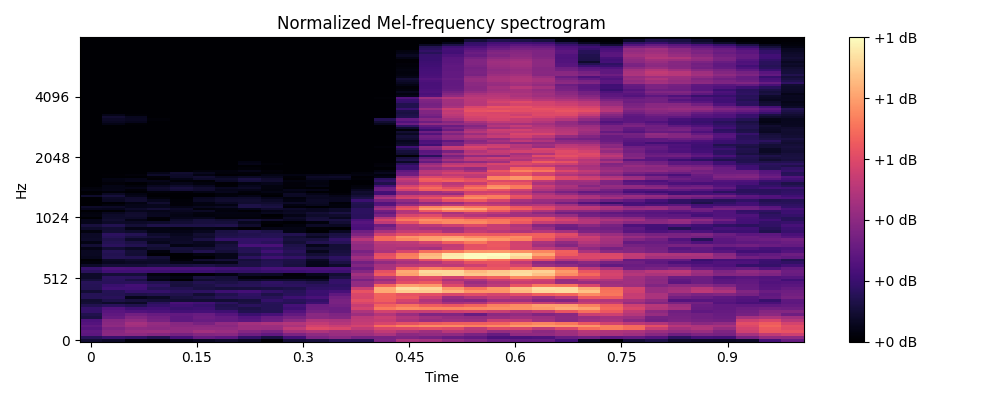 Normalized Mel-frequency spectrogram
4096
2048
1024
512
0
Hz
0
0.15
0.3
0.45
0.6
0.75
0.9
Time
+1 dB
+1 dB
+1 dB
+0 dB
+0 dB
+0 dB